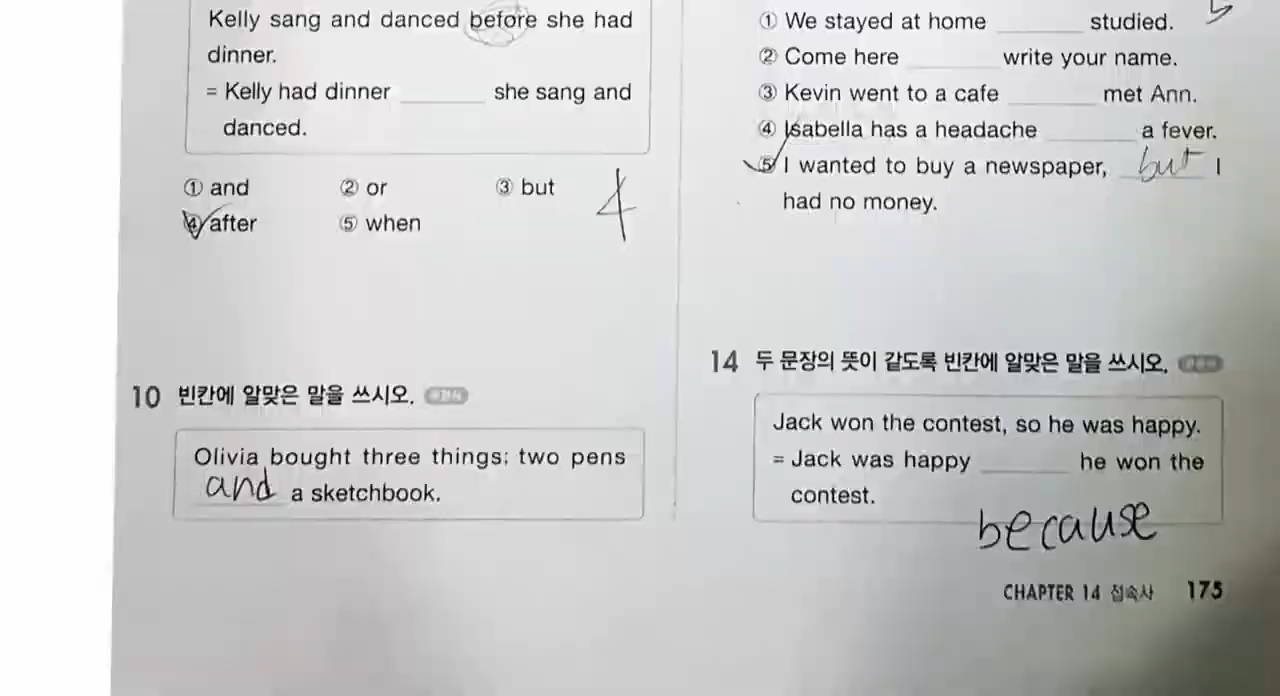 Kelly sang and danced before she had
dinner.
= Kelly had dinner ______ she sang and
danced.
① and ② or ③ but
④ after ⑤ when
4
10 빈칸에 알맞은 말을 쓰시오.
Olivia bought three things; two pens
and a sketchbook.
① We stayed at home ______ studied.
② Come here ______ write your name.
③ Kevin went to a cafe ______ met Ann.
④ Isabella has a headache ______ a fever.
⑤ I wanted to buy a newspaper, but I
had no money.
14 두 문장의 뜻이 같도록 빈칸에 알맞은 말을 쓰시오.
Jack won the contest, so he was happy.
= Jack was happy ______ he won the
contest.
because
CHAPTER 14 접속사 175